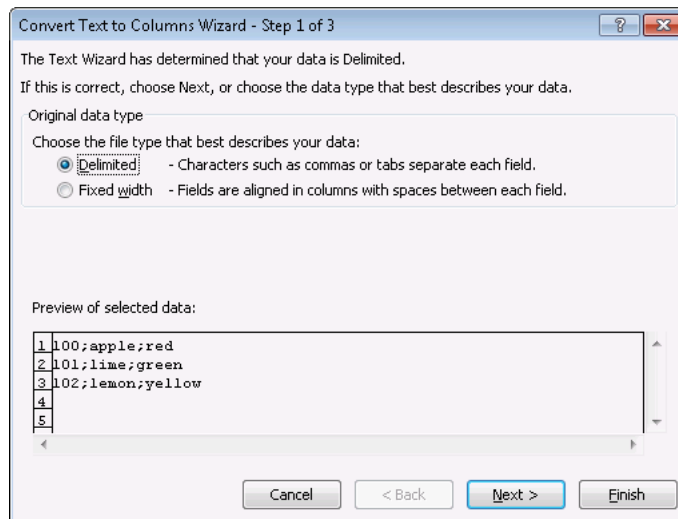 Convert Text to Columns Wizard - Step 1 of 3
The Text Wizard has determined that your data is Delimited.
If this is correct, choose Next, or choose the data type that best describes your data.
Original data type
Choose the file type that best describes your data:
Delimited - Characters such as commas or tabs separate each field.
Fixed width - Fields are aligned in columns with spaces between each field.
Preview of selected data:
1 100;apple;red
2 101;lime;green
3 102;lemon;yellow
4
5
Cancel < Back Next > Finish